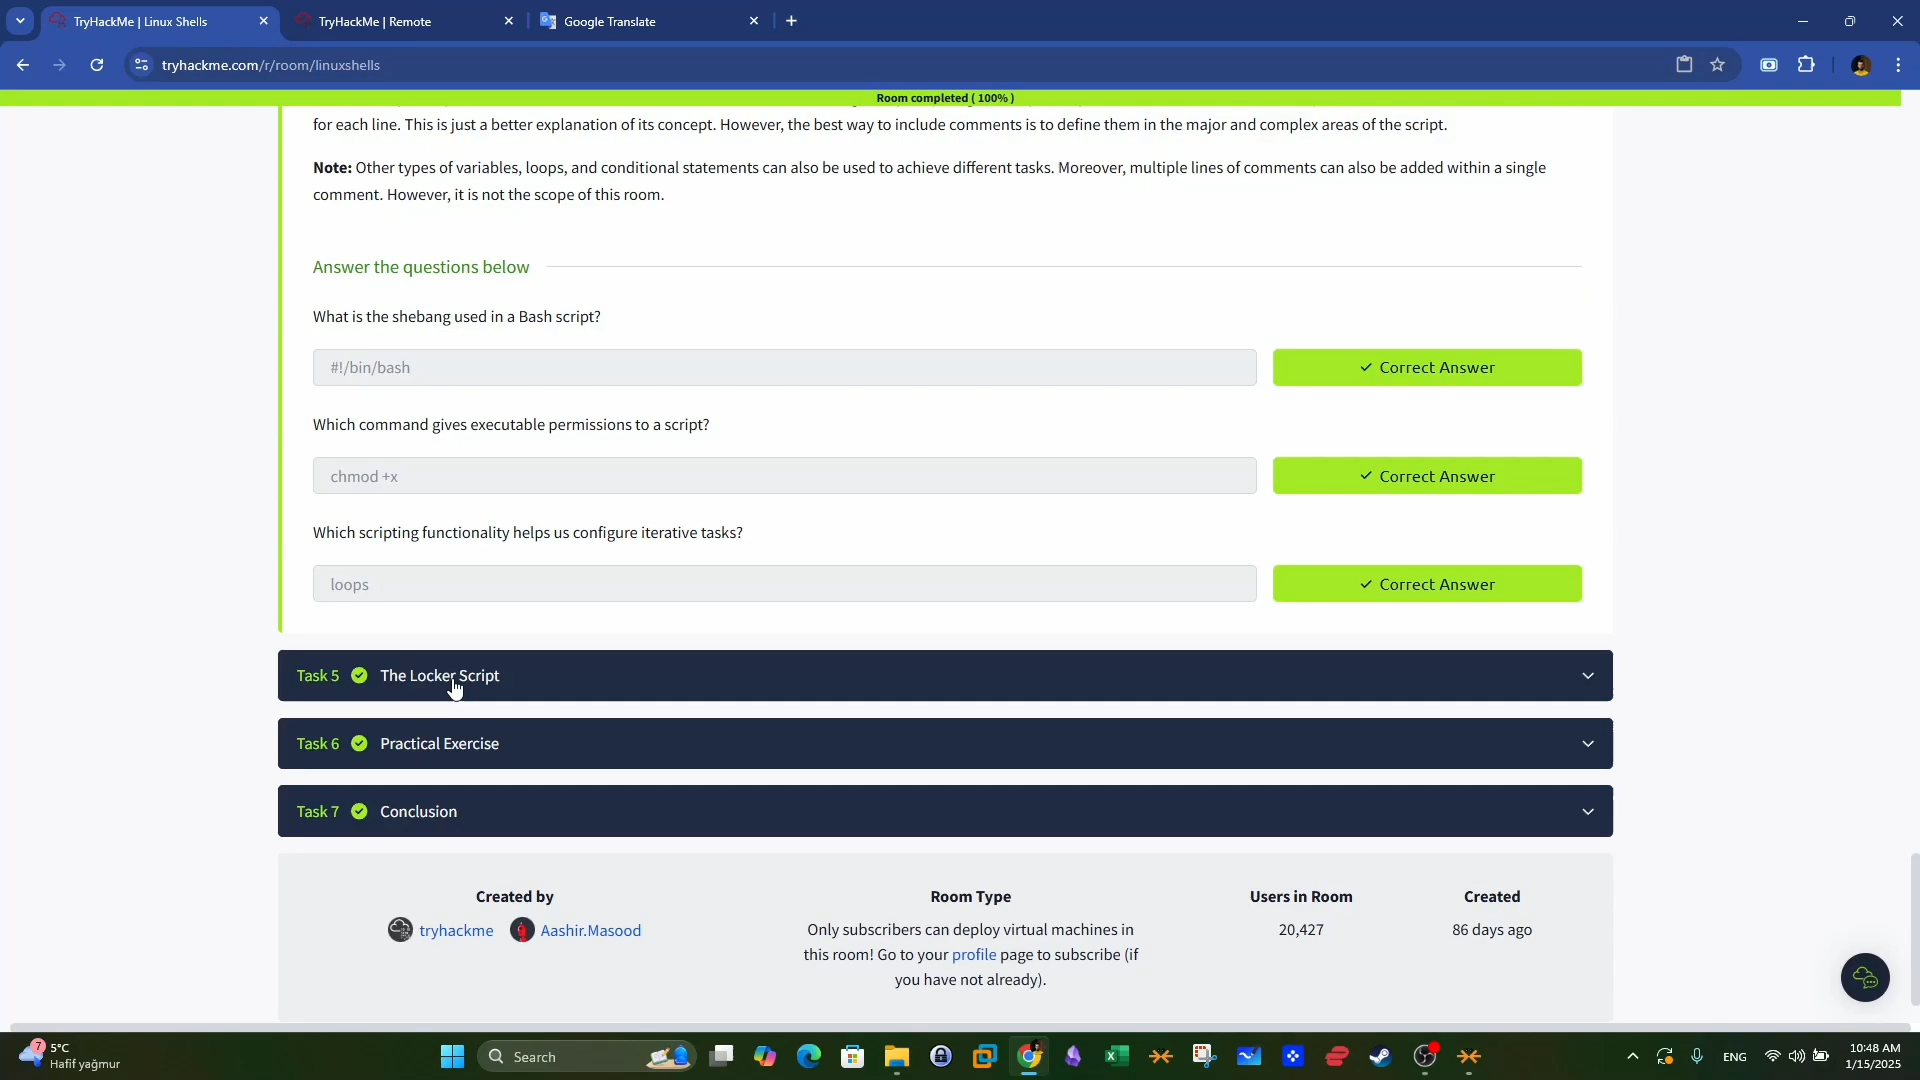 TryHackMe | Linux Shells
TryHackMe | Remote
Google Translate
tryhackme.com/r/room/linuxshells
Room completed ( 100% )
for each line. This is just a better explanation of its concept. However, the best way to include comments is to define them in the major and complex areas of the script.
Note: Other types of variables, loops, and conditional statements can also be used to achieve different tasks. Moreover, multiple lines of comments can also be added within a single
comment. However, it is not the scope of this room.
Answer the questions below
What is the shebang used in a Bash script?
#!/bin/bash
Correct Answer
Which command gives executable permissions to a script?
chmod +x
Correct Answer
Which scripting functionality helps us configure iterative tasks?
loops
Correct Answer
Task 5 The Locker Script
Task 6 Practical Exercise
Task 7 Conclusion
Created by
tryhackme Aashir.Masood
Room Type
Only subscribers can deploy virtual machines in
this room! Go to your profile page to subscribe (if
you have not already).
Users in Room
20,427
Created
86 days ago
7
5°C
Hafif yağmur
Search
ENG
10:48 AM
1/15/2025